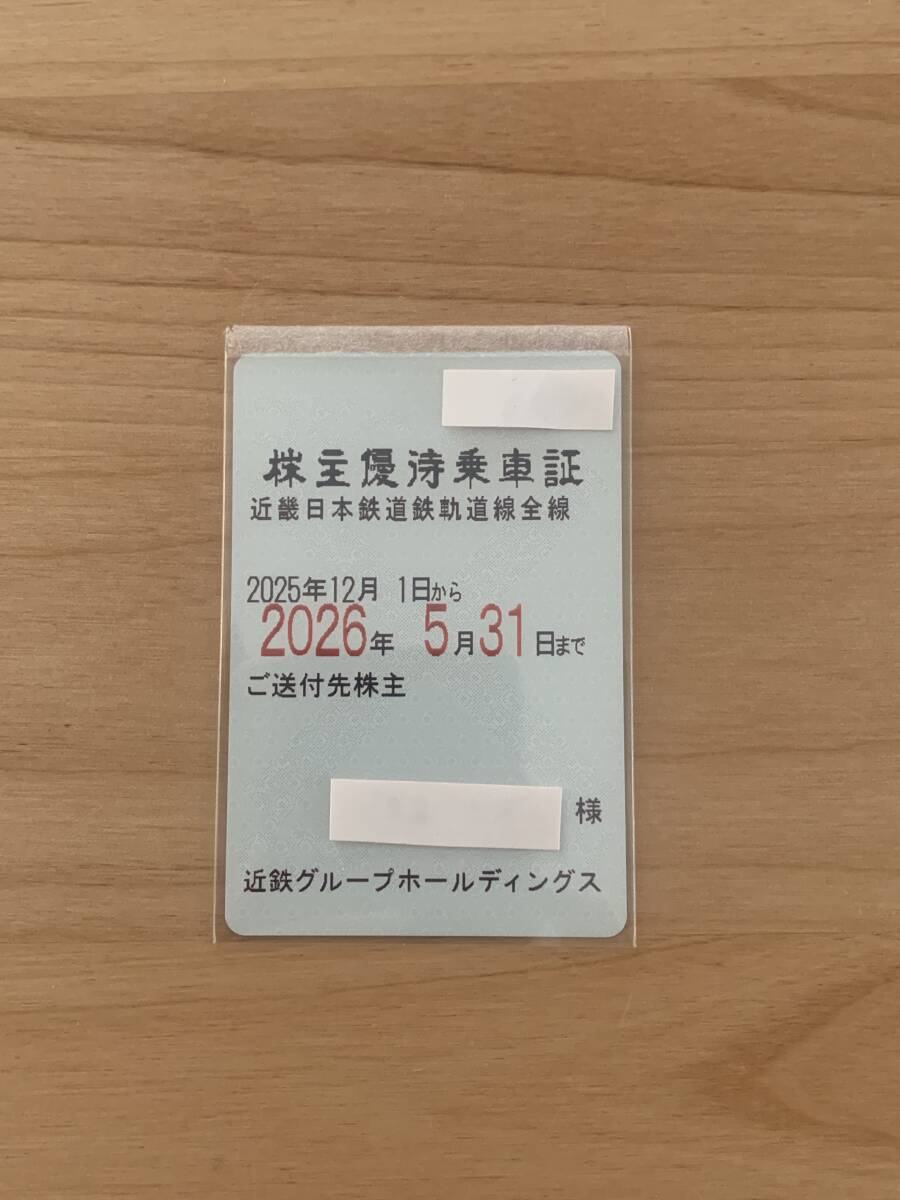 株主優待乗車証
近畿日本鉄道鉄軌道線全線
2025年12月 1日から
2026年 5月31日まで
ご送付先株主
様
近鉄グループホールディングス